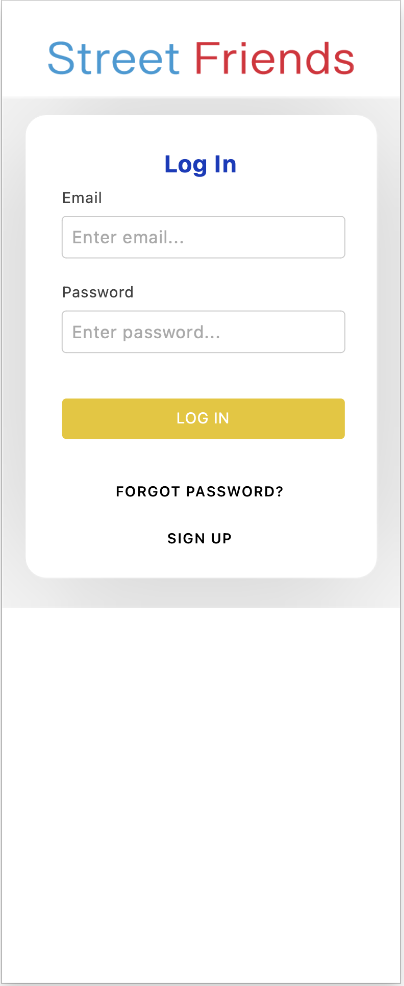 Street Friends
Log In
Email
Enter email...
Password
Enter password...
LOG IN
FORGOT PASSWORD?
SIGN UP